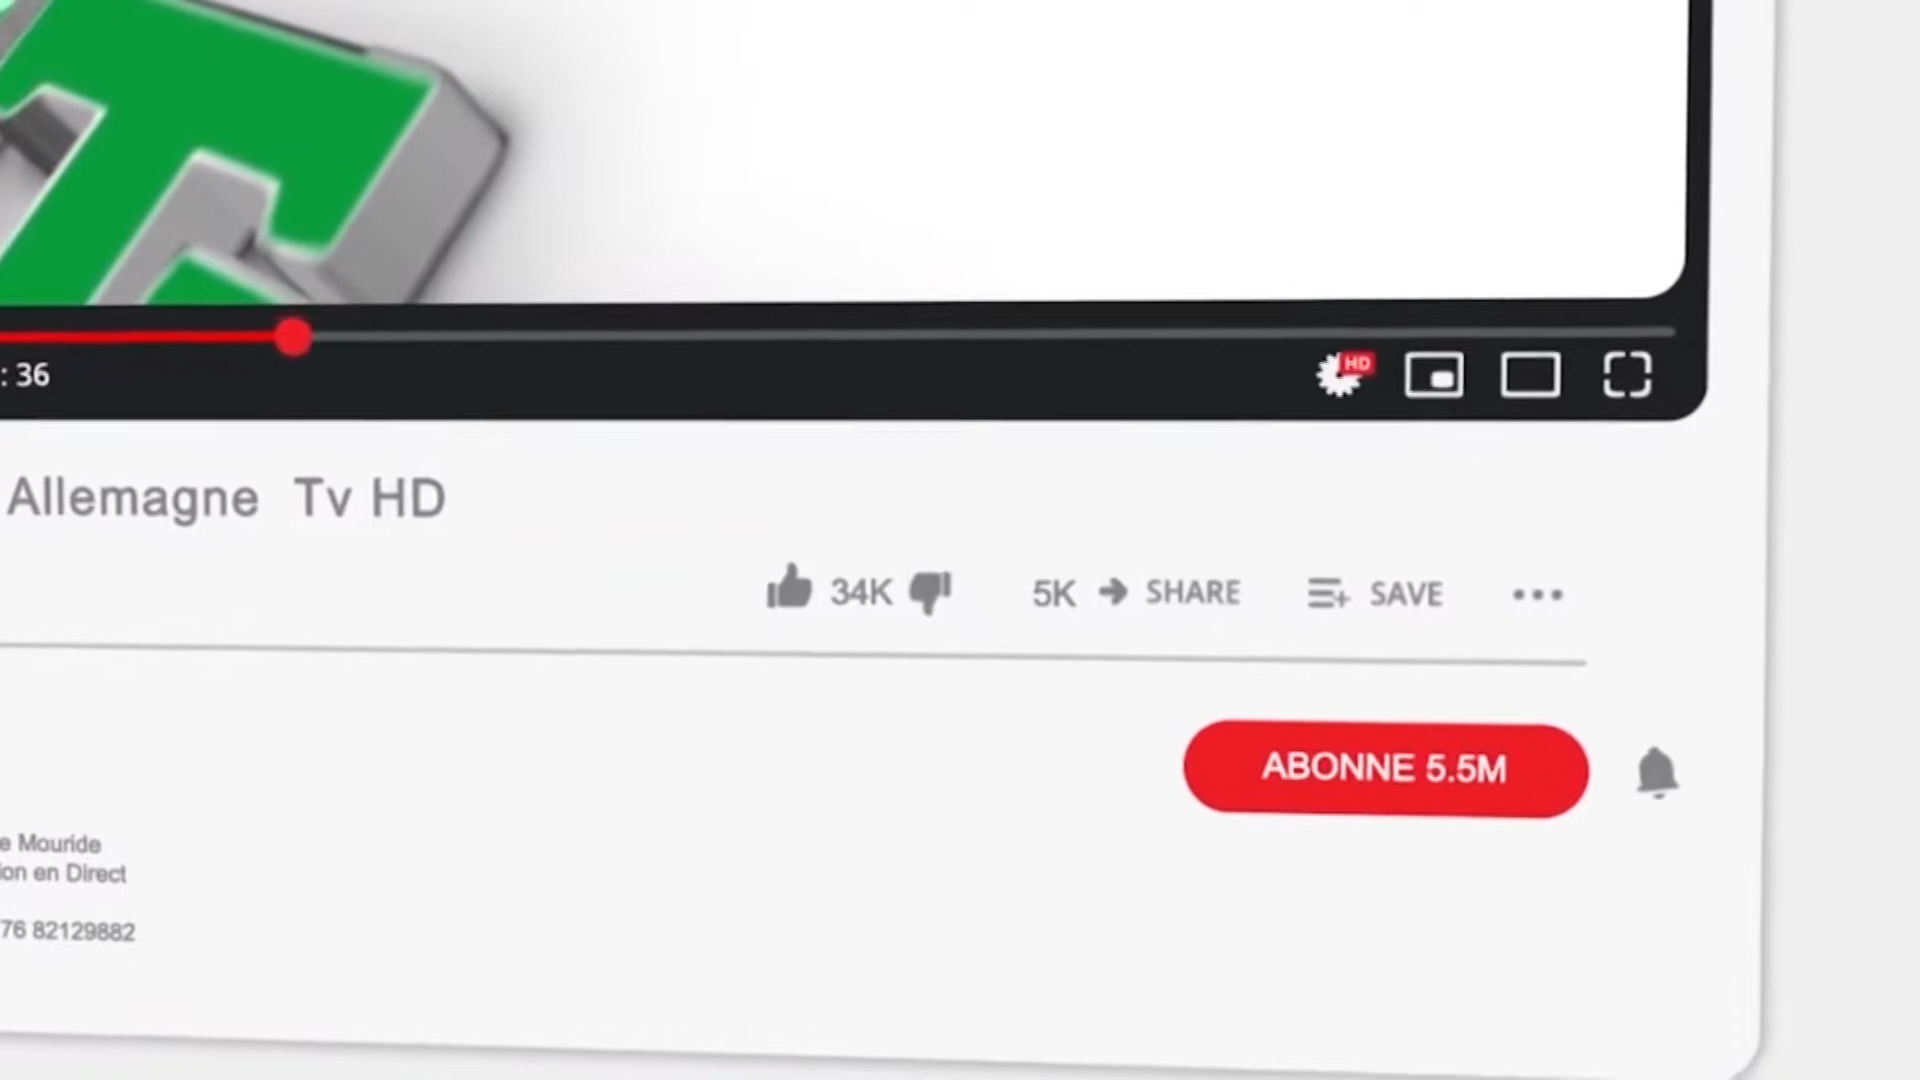 : 36
HD
Allemagne Tv HD
34K 5K SHARE SAVE
ABONNE 5.5M
e Mouride
ion en Direct
76 82129882